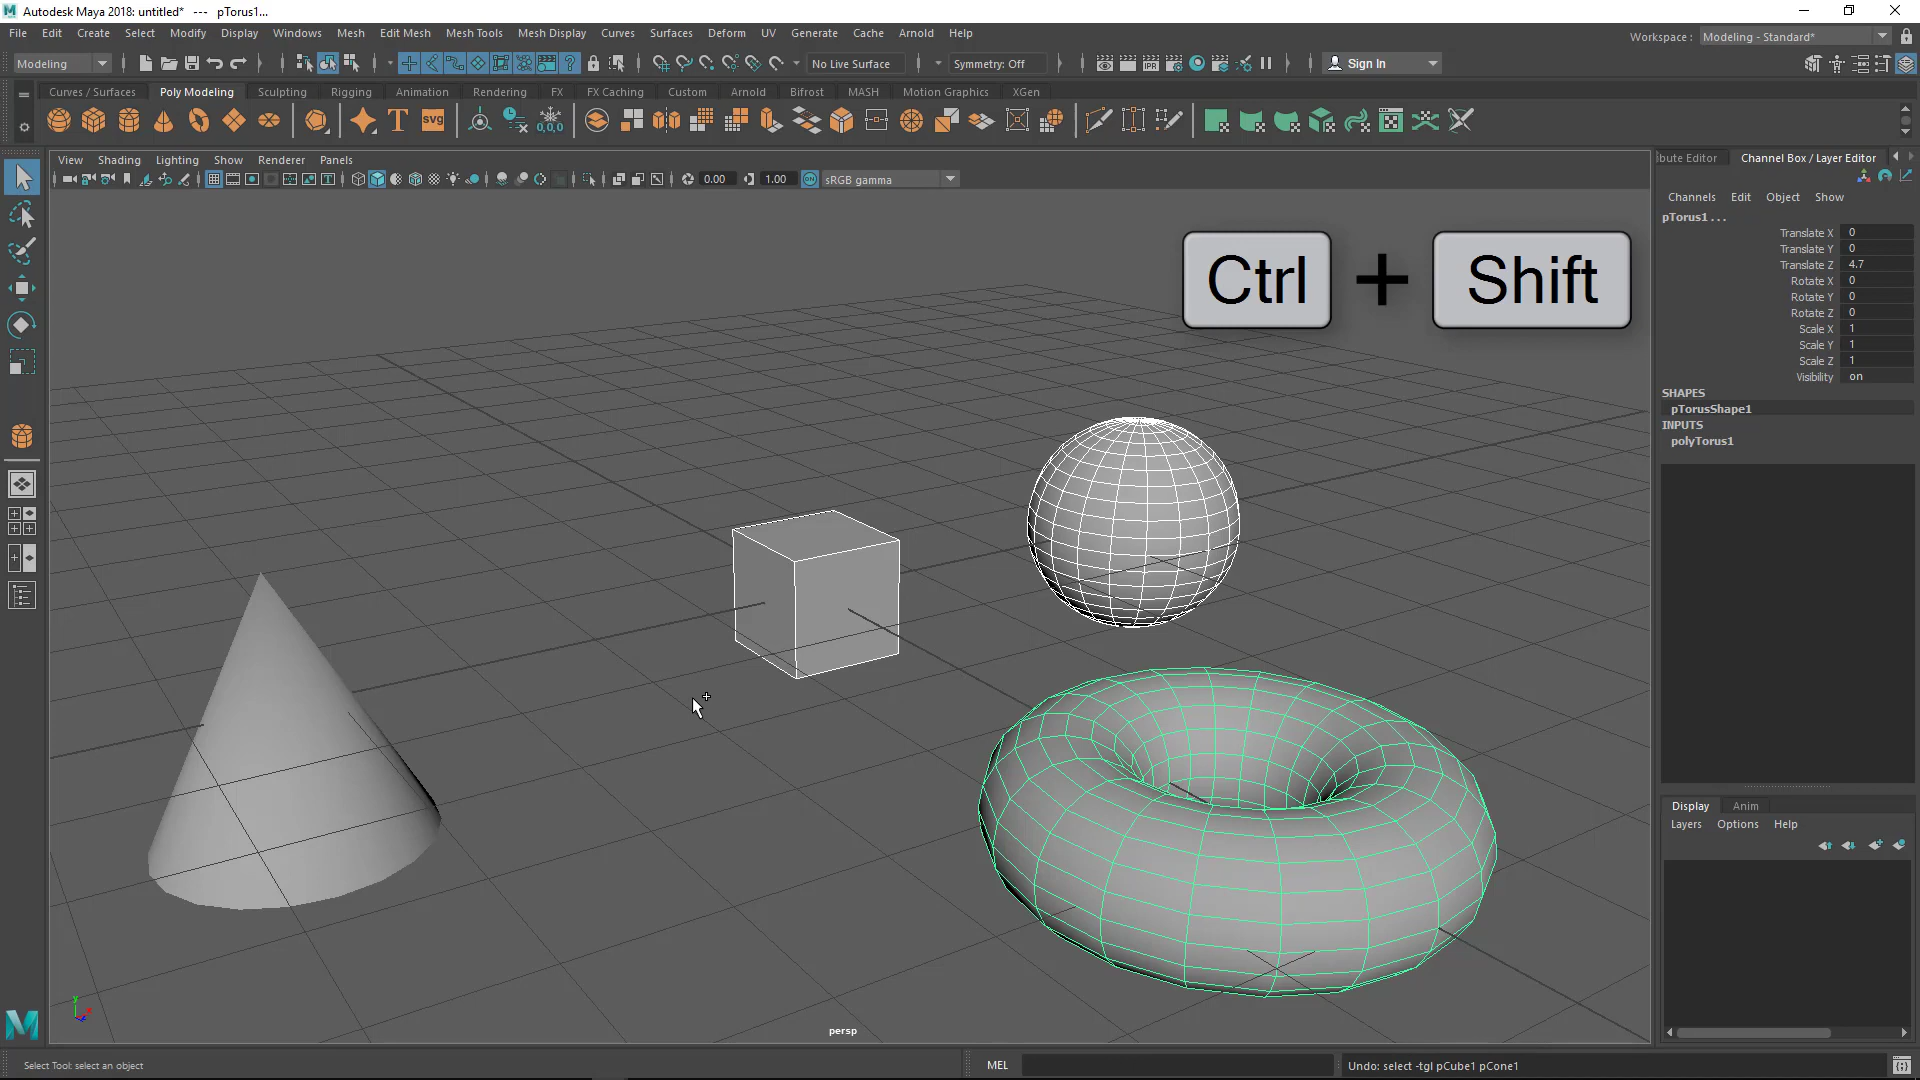 Autodesk Maya 2018: untitled* --- pTorus1...
File Edit Create Select Modify Display Windows Mesh Edit Mesh Mesh Tools Mesh Display Curves Surfaces Deform UV Generate Cache Arnold Help
Workspace : Modeling - Standard*
Modeling No Live Surface Symmetry: Off Sign In
Curves / Surfaces Poly Modeling Sculpting Rigging Animation Rendering FX FX Caching Custom Arnold Bifrost MASH Motion Graphics XGen
T svg 0,0,0
View Shading Lighting Show Renderer Panels
0.00 1.00 sRGB gamma
Ctrl + Shift
persp
y
bute Editor Channel Box / Layer Editor
Channels Edit Object Show
pTorus1 . . .
Translate X 0
Translate Y 0
Translate Z 4.7
Rotate X 0
Rotate Y 0
Rotate Z 0
Scale X 1
Scale Y 1
Scale Z 1
Visibility on
SHAPES
pTorusShape1
INPUTS
polyTorus1
Display Anim
Layers Options Help
Select Tool: select an object
MEL
Undo: select -tgl pCube1 pCone1